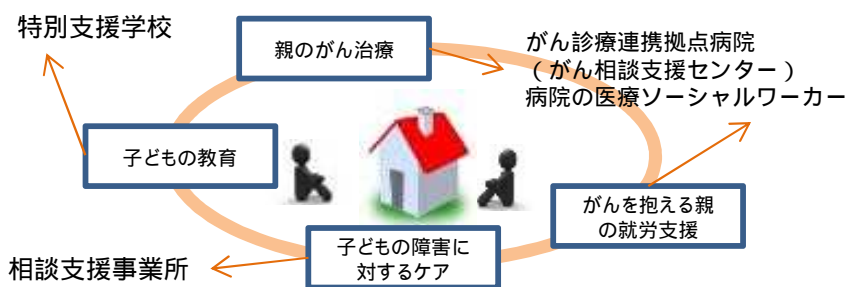 特別支援学校
親のがん治療
がん診療連携拠点病院
(がん相談支援センター)
病院の医療ソーシャルワーカー
子どもの教育
がんを抱える親
の就労支援
子どもの障害に
対するケア
相談支援事業所